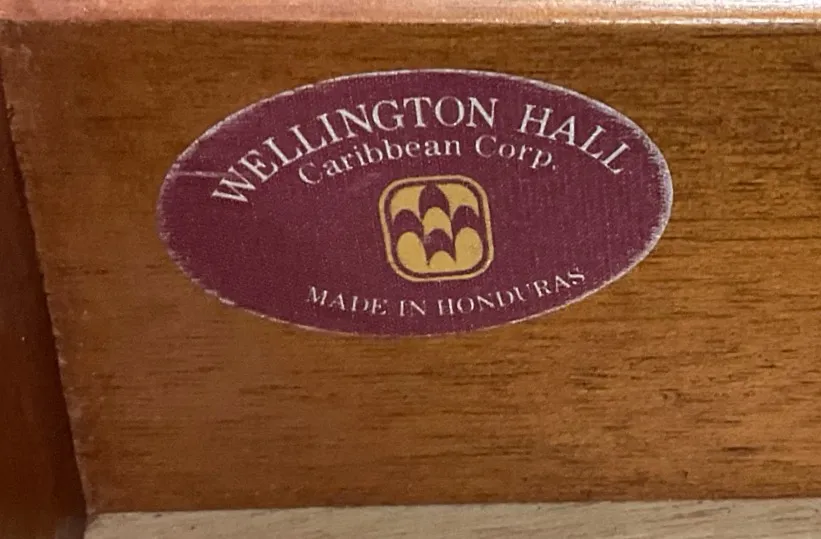 WELLINGTON HALL
Caribbean Corp.
MADE IN HONDURAS